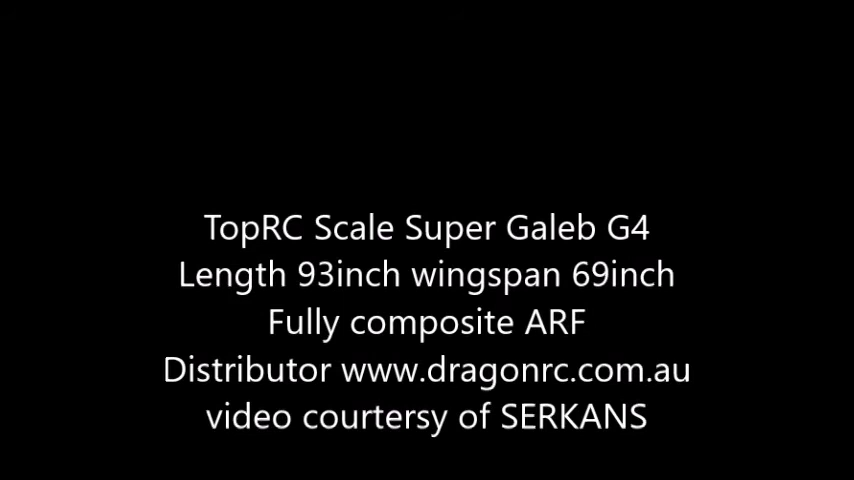 TopRC Scale Super Galeb G4
Length 93inch wingspan 69inch
Fully composite ARF
Distributor www.dragonrc.com.au
video courtersy of SERKANS